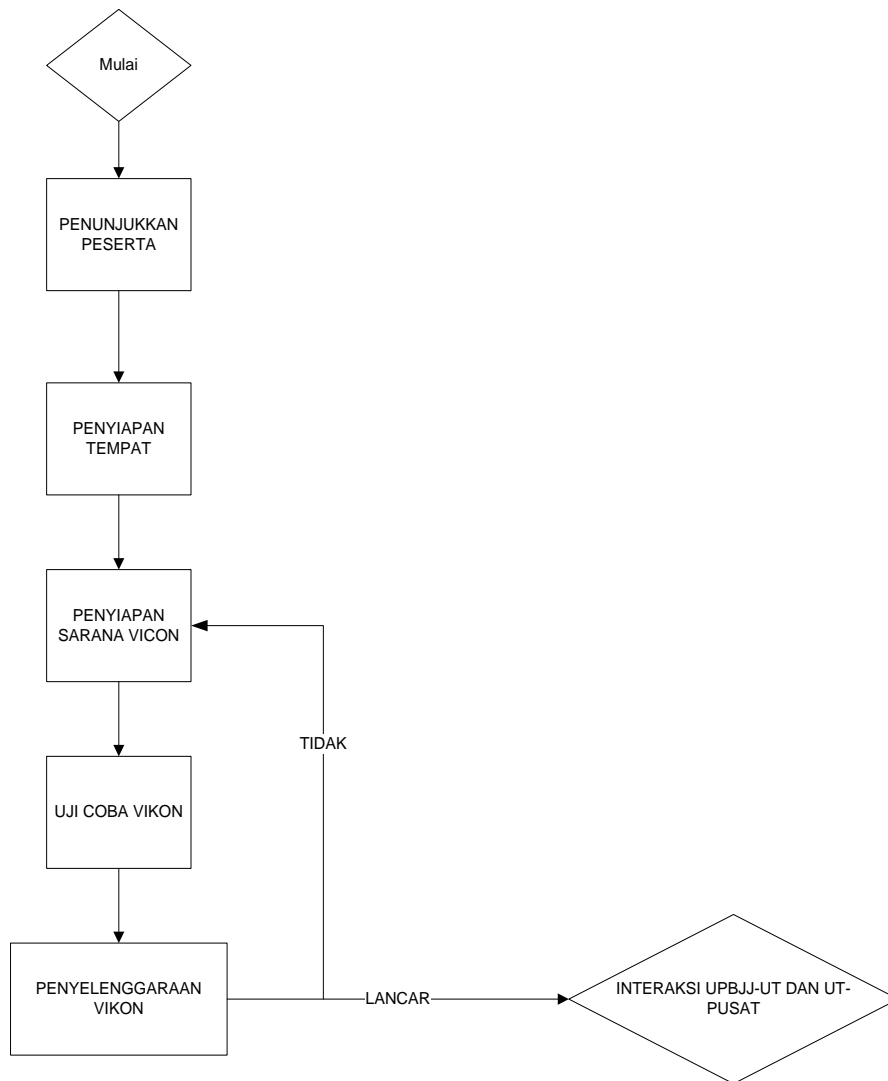 Mulai
PENUNJUKKAN
PESERTA
PENYIAPAN
TEMPAT
PENYIAPAN
SARANA VICON
TIDAK
UJI COBA VIKON
PENYELENGGARAAN
VIKON
LANCAR
INTERAKSI UPBJJ-UT DAN UT-
PUSAT